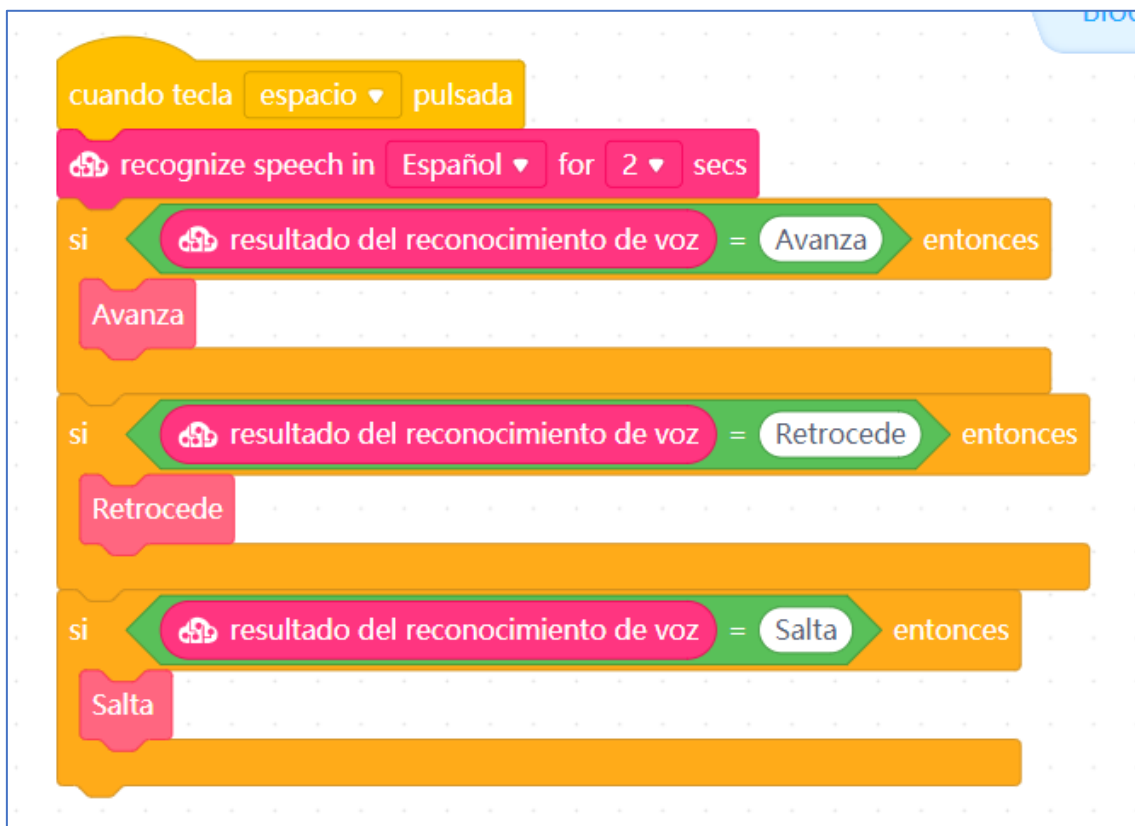 cuando tecla espacio pulsada
recognize speech in Español for 2 secs
si resultado del reconocimiento de voz = Avanza entonces
Avanza
si resultado del reconocimiento de voz = Retrocede entonces
Retrocede
si resultado del reconocimiento de voz = Salta entonces
Salta